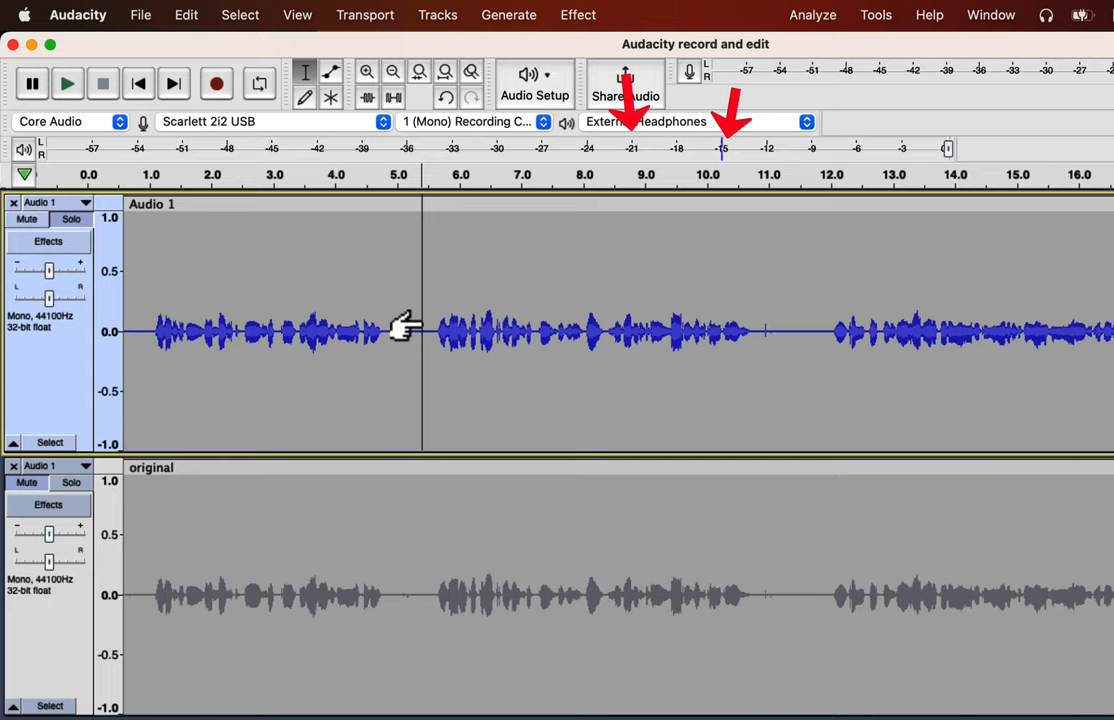 Audacity File Edit Select View Transport Tracks Generate Effect Analyze Tools Help Window
Audacity record and edit
L
R
-57 -54 -51 -48 -45 -42 -39 -36 -33 -30 -27
Audio Setup
Share Audio
Core Audio
Scarlett 2i2 USB
1 (Mono) Recording C...
Headphones
L
R
-57 -54 -51 -48 -45 -42 -39 -36 -33 -30 -27 -24 -21 -18 -15 -12 -9 -6 -3
0.0 1.0 2.0 3.0 4.0 5.0 6.0 7.0 8.0 9.0 10.0 11.0 12.0 13.0 14.0 15.0 16.0
Audio 1
Audio 1
Mute Solo
Effects
- +
L R
Mono, 44100Hz
32-bit float
Select
1.0
0.5
0.0
-0.5
-1.0
Audio 1
original
Mute Solo
Effects
- +
L R
Mono, 44100Hz
32-bit float
Select
1.0
0.5
0.0
-0.5
-1.0